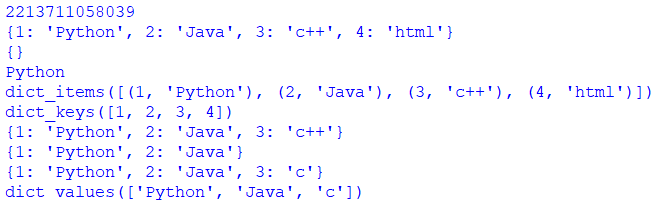 2213711058039
{1: 'Python', 2: 'Java', 3: 'c++', 4: 'html'}
{}
Python
dict_items([(1, 'Python'), (2, 'Java'), (3, 'c++'), (4, 'html')])
dict_keys([1, 2, 3, 4])
{1: 'Python', 2: 'Java', 3: 'c++'}
{1: 'Python', 2: 'Java'}
{1: 'Python', 2: 'Java', 3: 'c'}
dict values(['Python', 'Java', 'c'])